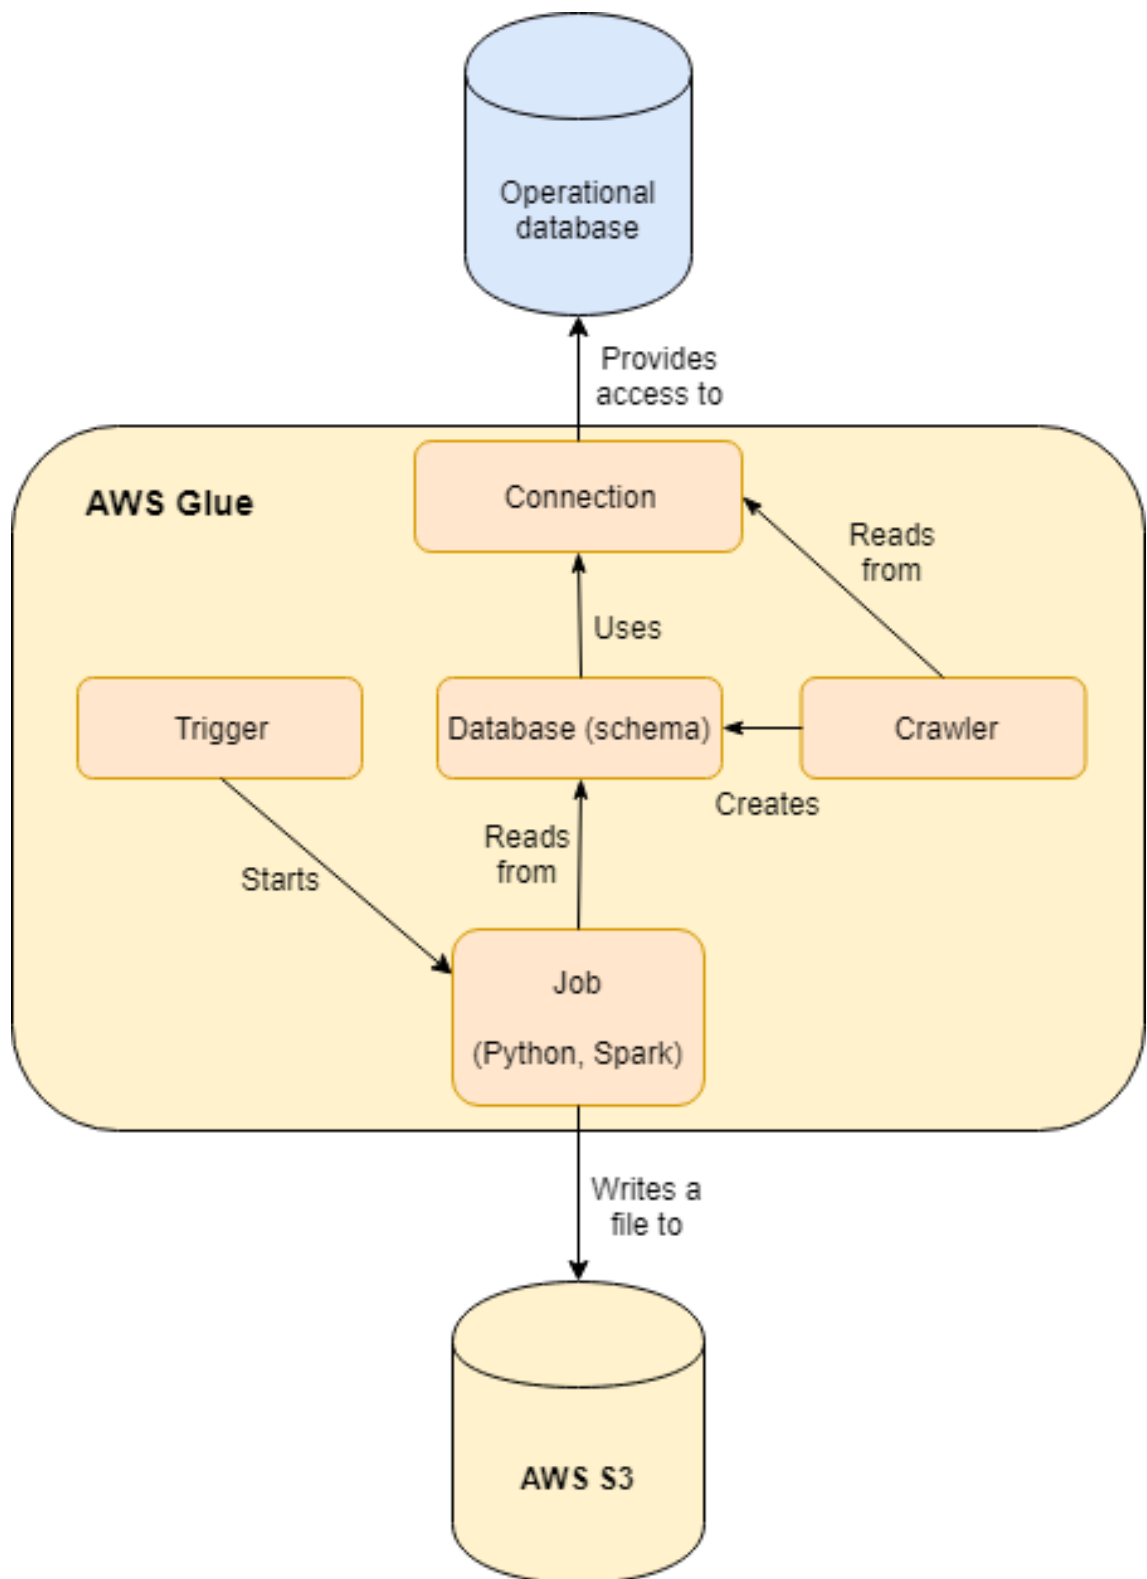 Operational
database
Provides
access to
AWS Glue
Connection
Reads
from
Uses
Trigger
Database (schema)
Crawler
Creates
Reads
from
Starts
Job
(Python, Spark)
Writes a
file to
AWS S3